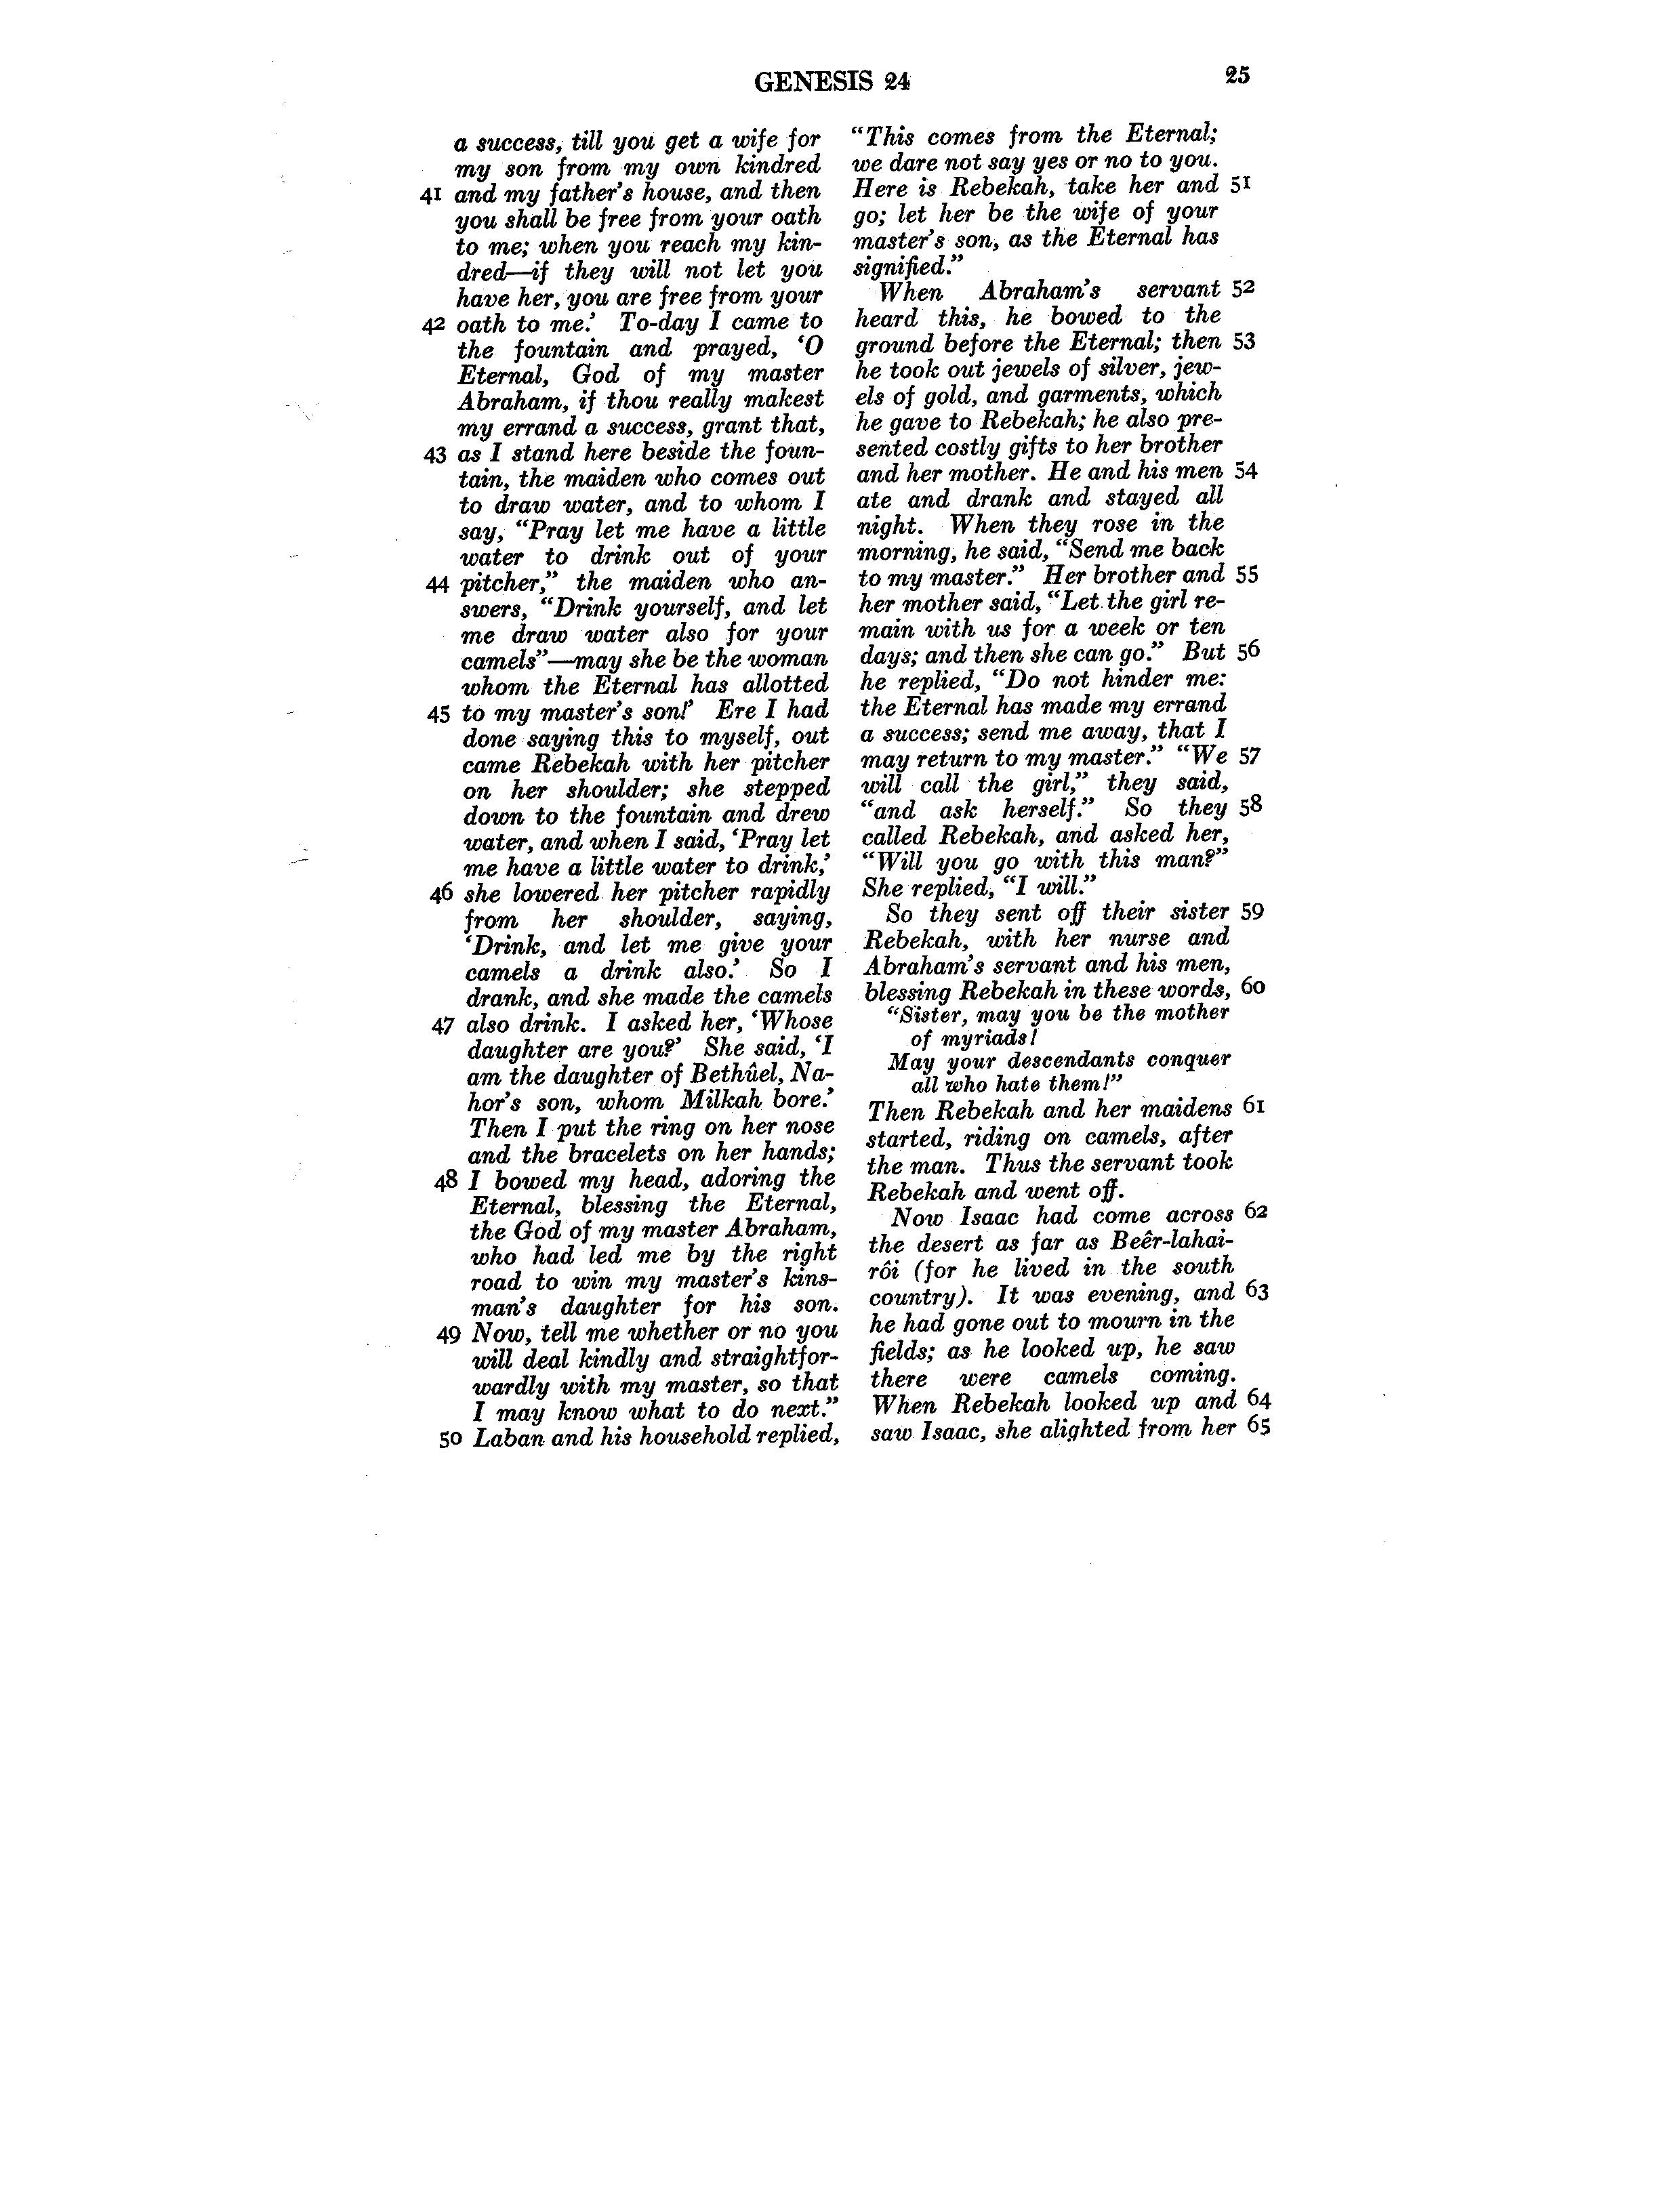 GENESIS 24
25
a success, till you get a wife for
my son from my own kindred
41 and my father's house, and then
you shall be free from your oath
to me; when you reach my kin-
dred—if they will not let you
have her, you are free from your
42 oath to me.' To-day I came to
the fountain and prayed, 'O
Eternal, God of my master
Abraham, if thou really makest
my errand a success, grant that,
43 as I stand here beside the foun-
tain, the maiden who comes out
to draw water, and to whom I
say, "Pray let me have a little
water to drink out of your
44 pitcher," the maiden who an-
swers, "Drink yourself, and let
me draw water also for your
camels"—may she be the woman
whom the Eternal has allotted
45 to my master's son!' Ere I had
done saying this to myself, out
came Rebekah with her pitcher
on her shoulder; she stepped
down to the fountain and drew
water, and when I said, 'Pray let
me have a little water to drink,'
46 she lowered her pitcher rapidly
from her shoulder, saying,
'Drink, and let me give your
camels a drink also.' So I
drank, and she made the camels
47 also drink. I asked her, 'Whose
daughter are you?' She said, 'I
am the daughter of Bethûel, Na-
hor's son, whom Milkah bore.'
Then I put the ring on her nose
and the bracelets on her hands;
48 I bowed my head, adoring the
Eternal, blessing the Eternal,
the God of my master Abraham,
who had led me by the right
road to win my master's kins-
man's daughter for his son.
49 Now, tell me whether or no you
will deal kindly and straightfor-
wardly with my master, so that
I may know what to do next."
50 Laban and his household replied,
"This comes from the Eternal;
we dare not say yes or no to you.
Here is Rebekah, take her and 51
go; let her be the wife of your
master's son, as the Eternal has
signified."
When Abraham's servant 52
heard this, he bowed to the
ground before the Eternal; then 53
he took out jewels of silver, jew-
els of gold, and garments, which
he gave to Rebekah; he also pre-
sented costly gifts to her brother
and her mother. He and his men 54
ate and drank and stayed all
night. When they rose in the
morning, he said, "Send me back
to my master." Her brother and 55
her mother said, "Let the girl re-
main with us for a week or ten
days; and then she can go." But 56
he replied, "Do not hinder me:
the Eternal has made my errand
a success; send me away, that I
may return to my master." "We 57
will call the girl," they said,
"and ask herself." So they 58
called Rebekah, and asked her,
"Will you go with this man?"
She replied, "I will."
So they sent off their sister 59
Rebekah, with her nurse and
Abraham's servant and his men,
blessing Rebekah in these words, 60
"Sister, may you be the mother
of myriads!
May your descendants conquer
all who hate them!"
Then Rebekah and her maidens 61
started, riding on camels, after
the man. Thus the servant took
Rebekah and went off.
Now Isaac had come across 62
the desert as far as Beêr-lahai-
rôi (for he lived in the south
country). It was evening, and 63
he had gone out to mourn in the
fields; as he looked up, he saw
there were camels coming.
When Rebekah looked up and 64
saw Isaac, she alighted from her 65